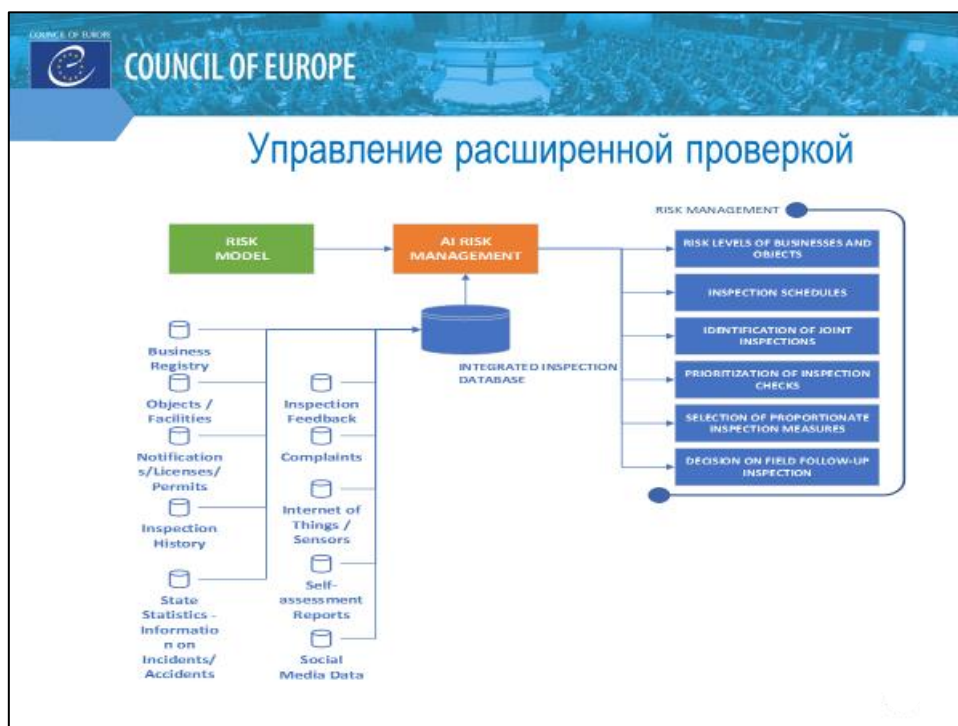 COUNCIL OF EUROPE
COUNCIL OF EUROPE
Управление расширенной проверкой
RISK MANAGEMENT
RISK
MODEL
AI RISK
MANAGEMENT
RISK LEVELS OF BUSINESSES AND
OBJECTS
INSPECTION SCHEDULES
IDENTIFICATION OF JOINT
INSPECTIONS
PRIORITIZATION OF INSPECTION
CHECKS
SELECTION OF PROPORTIONATE
INSPECTION MEASURES
DECISION ON FIELD FOLLOW-UP
INSPECTION
INTEGRATED INSPECTION
DATABASE
Business
Registry
Objects /
Facilities
Notification
s/Licenses/
Permits
Inspection
History
State
Statistics -
Informatio
n on
Incidents/
Accidents
Inspection
Feedback
Complaints
Internet of
Things /
Sensors
Self-
assessment
Reports
Social
Media Data